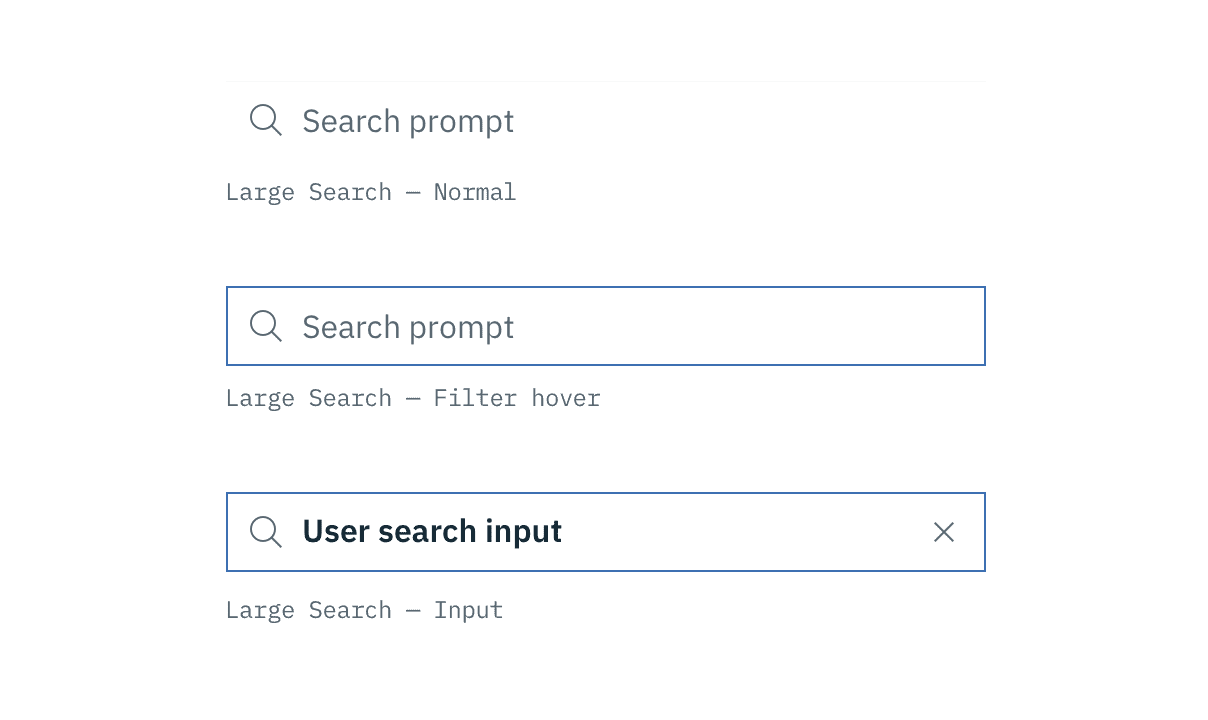 Search prompt
Large Search — Normal
Search prompt
Large Search — Filter hover
User search input
Large Search — Input